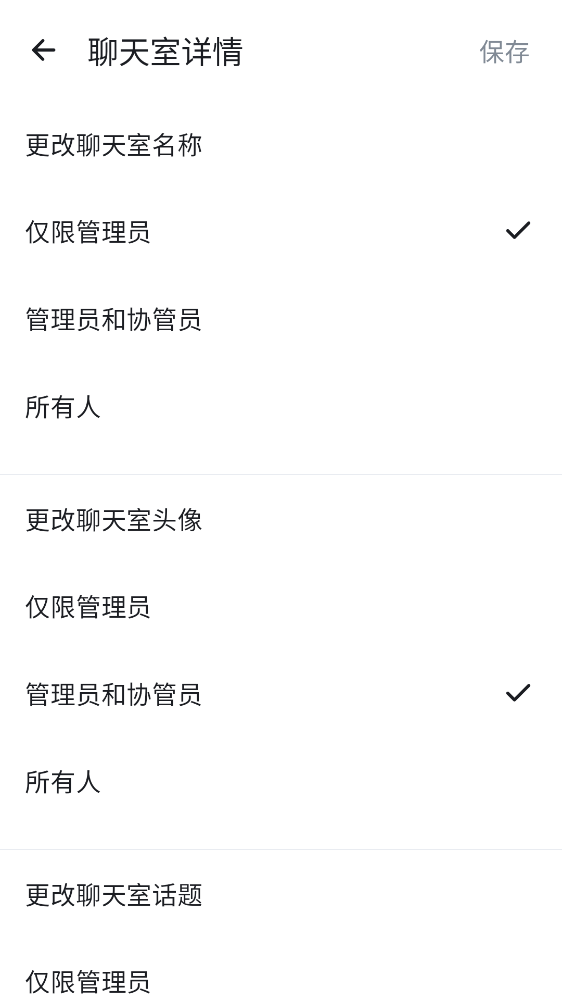 聊天室详情
保存
更改聊天室名称
仅限管理员
管理员和协管员
所有人
更改聊天室头像
仅限管理员
管理员和协管员
所有人
更改聊天室话题
仅限管理员